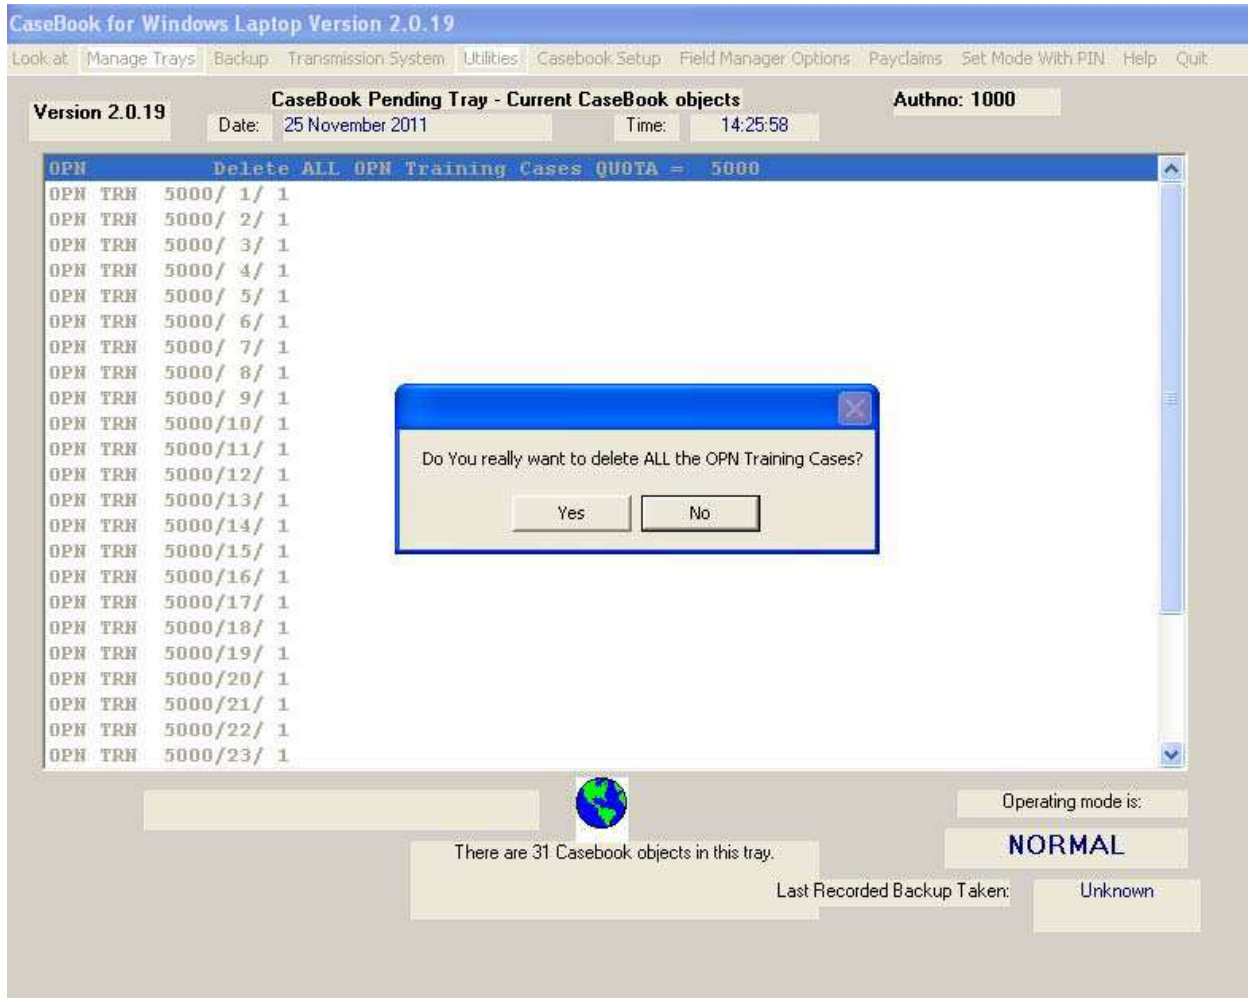 CaseBook for Windows Laptop Version 2.0.19
Look at Manage Trays Backup Transmission System Utilities Casebook Setup Field Manager Options Payclaims Set Mode With PIN Help Quit
Version 2.0.19 CaseBook Pending Tray - Current CaseBook objects Authno: 1000
Date: 25 November 2011 Time: 14:25:58
OPN Delete ALL OPN Training Cases QUOTA = 5000
OPN TRN 5000/ 1/ 1
OPN TRN 5000/ 2/ 1
OPN TRN 5000/ 3/ 1
OPN TRN 5000/ 4/ 1
OPN TRN 5000/ 5/ 1
OPN TRN 5000/ 6/ 1
OPN TRN 5000/ 7/ 1
OPN TRN 5000/ 8/ 1
OPN TRN 5000/ 9/ 1
OPN TRN 5000/10/ 1
OPN TRN 5000/11/ 1
OPN TRN 5000/12/ 1
OPN TRN 5000/13/ 1
OPN TRN 5000/14/ 1
OPN TRN 5000/15/ 1
OPN TRN 5000/16/ 1
OPN TRN 5000/17/ 1
OPN TRN 5000/18/ 1
OPN TRN 5000/19/ 1
OPN TRN 5000/20/ 1
OPN TRN 5000/21/ 1
OPN TRN 5000/22/ 1
OPN TRN 5000/23/ 1
Do You really want to delete ALL the OPN Training Cases?
Yes No
Operating mode is:
NORMAL
There are 31 Casebook objects in this tray.
Last Recorded Backup Taken: Unknown